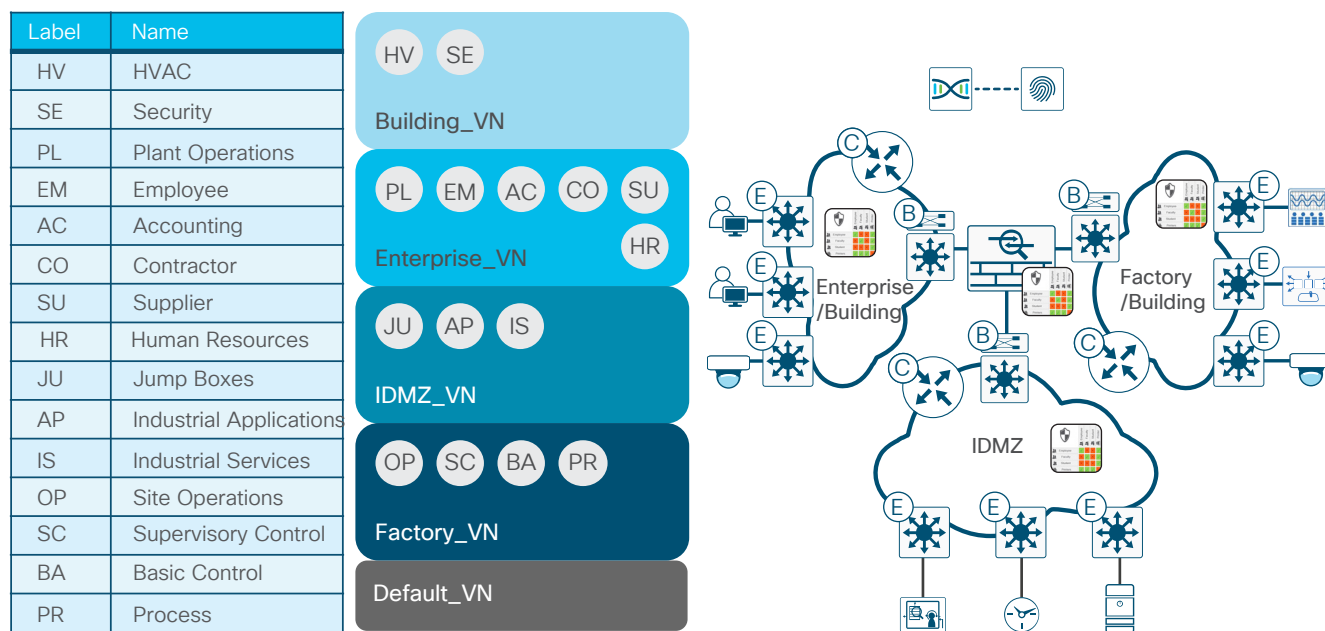 Label Name
HV HVAC
SE Security
PL Plant Operations
EM Employee
AC Accounting
CO Contractor
SU Supplier
HR Human Resources
JU Jump Boxes
AP Industrial Applications
IS Industrial Services
OP Site Operations
SC Supervisory Control
BA Basic Control
PR Process
HV SE
Building_VN
PL EM AC CO SU
HR
Enterprise_VN
JU AP IS
IDMZ_VN
OP SC BA PR
Factory_VN
Default_VN
C
E
B
E
Enterprise
/Building
E
B
E
Factory
/Building
E
C
E
B
C
IDMZ
E
E
E